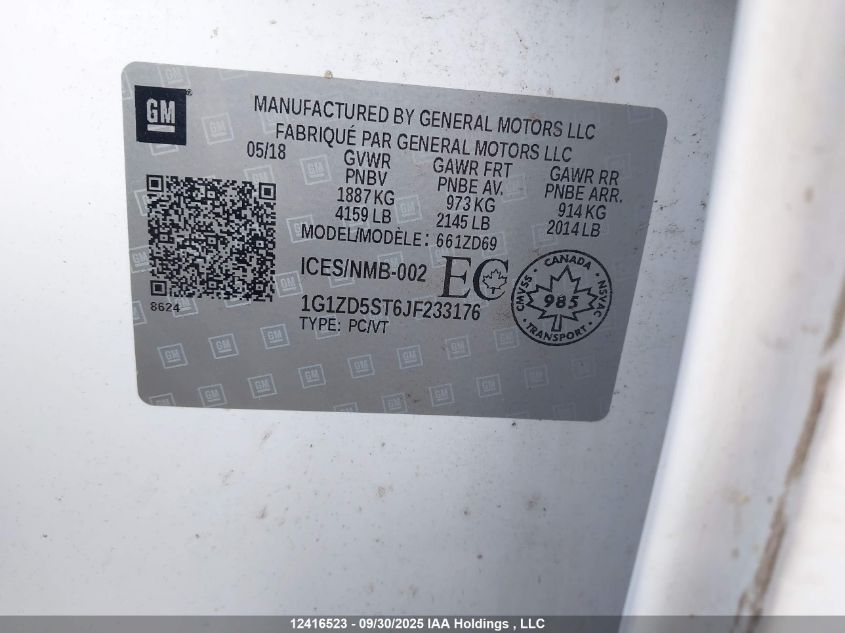 GM
MANUFACTURED BY GENERAL MOTORS LLC
FABRIQUÉ PAR GENERAL MOTORS LLC
05/18 GVWR GAWR FRT GAWR RR
PNBV PNBE AV. PNBE ARR.
1887 KG 973 KG 914 KG
4159 LB 2145 LB 2014 LB
MODEL/MODÈLE: 661ZD69
ICES/NMB-002 EC
8624
1G1ZD5ST6JF233176
TYPE: PC/VT
CANADA
CMVSS 985 NSVAC
TRANSPORT
12416523 - 09/30/2025 IAA Holdings , LLC